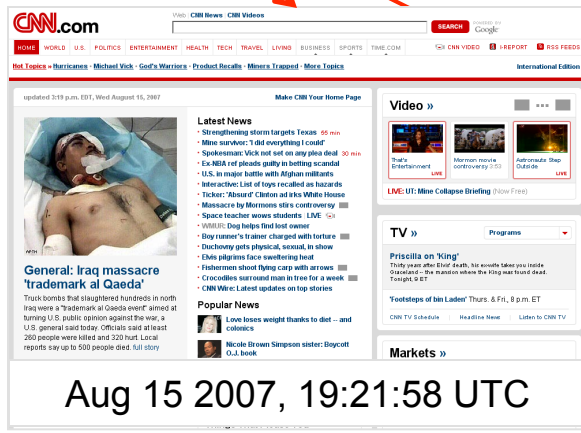 CNN.com
Web | CNN News | CNN Videos
SEARCH
POWERED BY
Google
HOME WORLD U.S. POLITICS ENTERTAINMENT HEALTH TECH TRAVEL LIVING BUSINESS SPORTS TIME.COM
CNN VIDEO I-REPORT RSS FEEDS
Hot Topics » Hurricanes · Michael Vick · God's Warriors · Product Recalls · Miners Trapped · More Topics
International Edition
updated 3:19 p.m. EDT, Wed August 15, 2007
Make CNN Your Home Page
General: Iraq massacre
'trademark al Qaeda'
Truck bombs that slaughtered hundreds in north
Iraq were a "trademark al Qaeda event" aimed at
turning U.S. public opinion against the war, a
U.S. general said today. Officials said at least
260 people were killed and 320 hurt. Local
reports say up to 500 people died. full story
Latest News
· Strengthening storm targets Texas 55 min
· Mine survivor: 'I did everything I could'
· Spokesman: Vick not set on any plea deal 30 min
· Ex-NBA ref pleads guilty in betting scandal
· U.S. in major battle with Afghan militants
· Interactive: List of toys recalled as hazards
· Ticker: 'Absurd' Clinton ad irks White House
· Massacre by Mormons stirs controversy
· Space teacher wows students | LIVE
· WMUR: Dog helps find lost owner
· Boy runner's trainer charged with torture
· Duchovny gets physical, sexual, in show
· Elvis pilgrims face sweltering heat
· Fishermen shoot flying carp with arrows
· Crocodiles surround man in tree for a week
· CNN Wire: Latest updates on top stories
Popular News
Love loses weight thanks to diet -- and
colonics
Nicole Brown Simpson sister: Boycott
O.J. book
Video »
That's
Entertainment
LIVE
Mormon movie
controversy 3:53
Astronauts Step
Outside
LIVE
LIVE: UT: Mine Collapse Briefing (Now Free)
TV »
Programs
Priscilla on 'King'
Thirty years after Elvis' death, his ex-wife takes you inside
Graceland -- the mansion where the King was found dead.
Tonight, 9 ET
'Footsteps of bin Laden' Thurs. & Fri., 8 p.m. ET
CNN TV Schedule | Headline News | Listen to CNN TV
Markets »
Aug 15 2007, 19:21:58 UTC